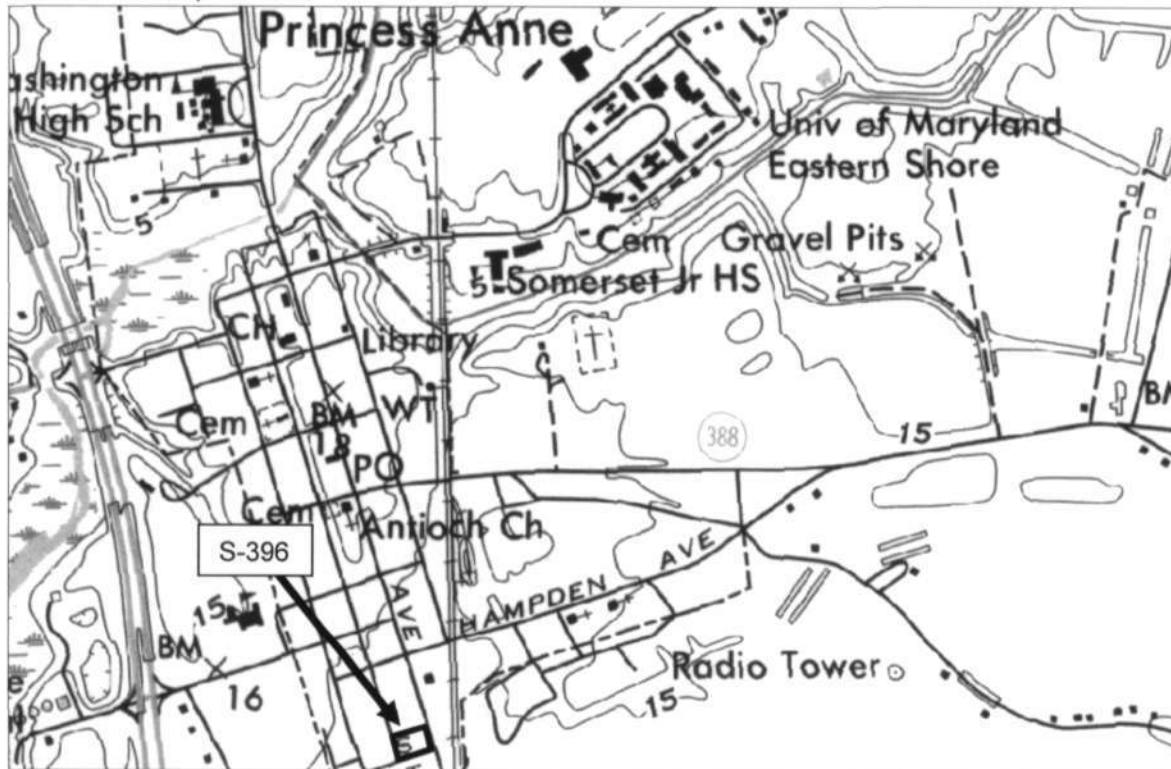 Princess Anne
ashington
High Sch
Univ of Maryland
Eastern Shore
5
Cem
Gravel Pits
5
Somerset Jr HS
CH
Library
Cem
BM
18
WT
388
15
BM
PO
Cem
Antioch Ch
S-396
HAMPDEN AVE
AVE
15
BM
16
Radio Tower
15